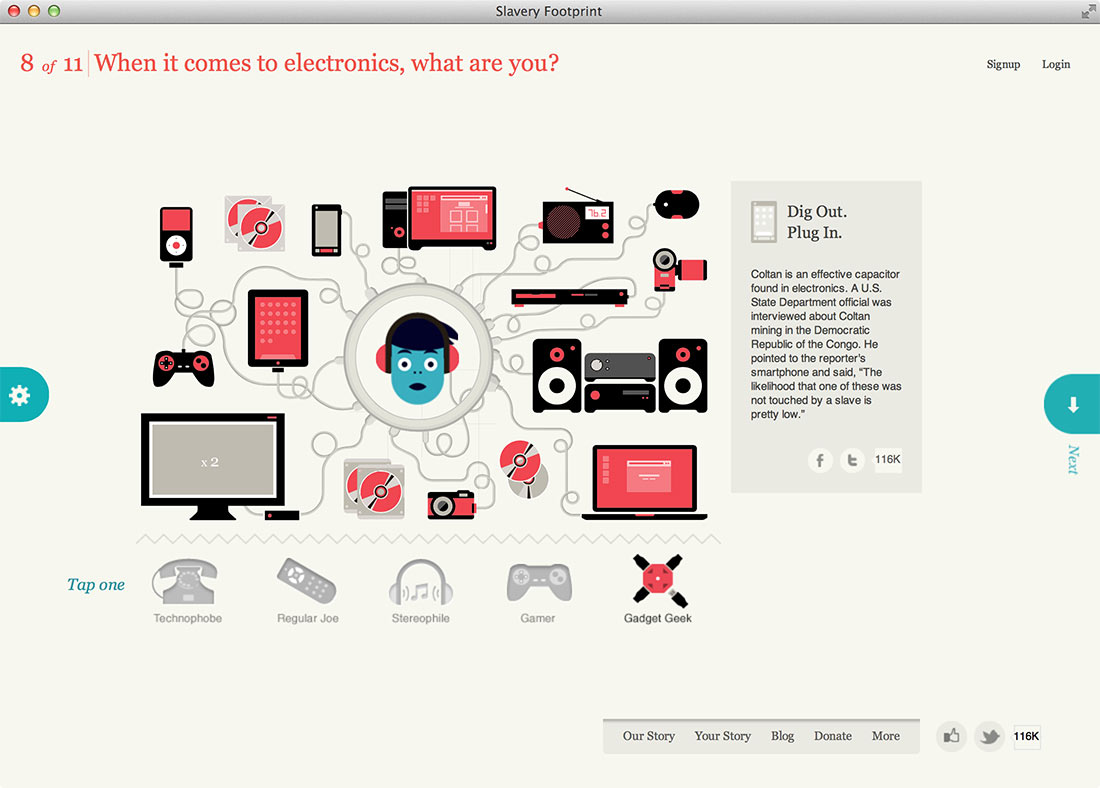 Slavery Footprint
8 of 11 When it comes to electronics, what are you?
Signup Login
76.2
x 2
Dig Out.
Plug In.
Coltan is an effective capacitor
found in electronics. A U.S.
State Department official was
interviewed about Coltan
mining in the Democratic
Republic of the Congo. He
pointed to the reporter's
smartphone and said, “The
likelihood that one of these was
not touched by a slave is
pretty low.”
116K
Next
Tap one
Technophobe Regular Joe Stereophile Gamer Gadget Geek
Our Story Your Story Blog Donate More 116K